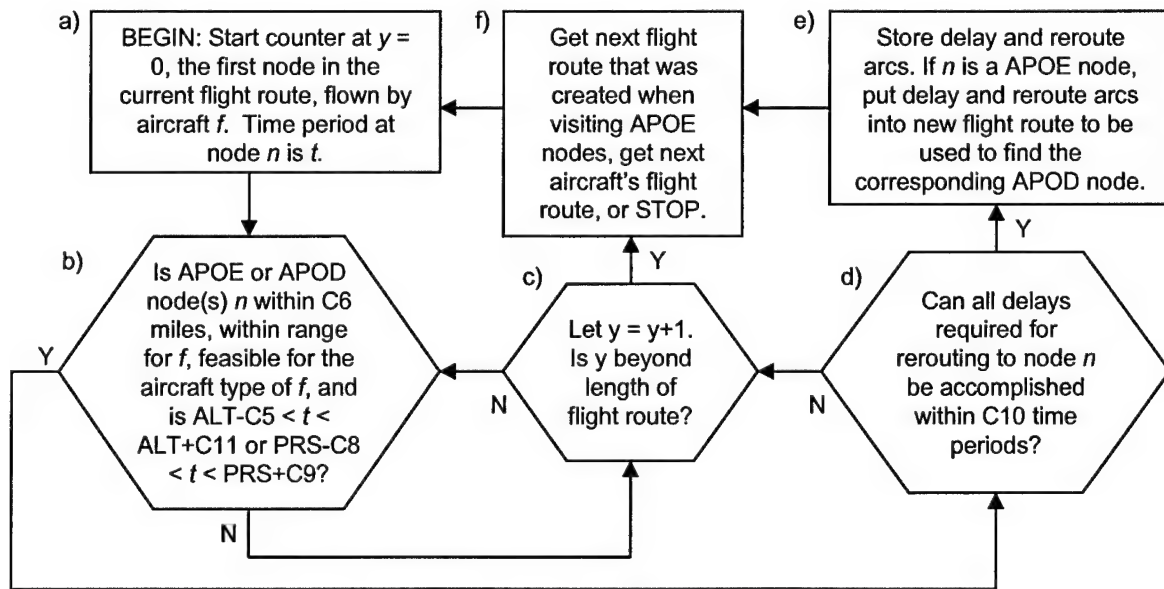 a)
BEGIN: Start counter at y =
0, the first node in the
current flight route, flown by
aircraft f. Time period at
node n is t.
f)
Get next flight
route that was
created when
visiting APOE
nodes, get next
aircraft's flight
route, or STOP.
e)
Store delay and reroute
arcs. If n is a APOE node,
put delay and reroute arcs
into new flight route to be
used to find the
corresponding APOD node.
b)
Is APOE or APOD
node(s) n within C6
miles, within range
for f, feasible for the
aircraft type of f, and
is ALT-C5 < t <
ALT+C11 or PRS-C8
< t < PRS+C9?
Y
N
c)
Let y = y+1.
Is y beyond
length of
flight route?
Y
N
d)
Can all delays
required for
rerouting to node n
be accomplished
within C10 time
periods?
Y
N